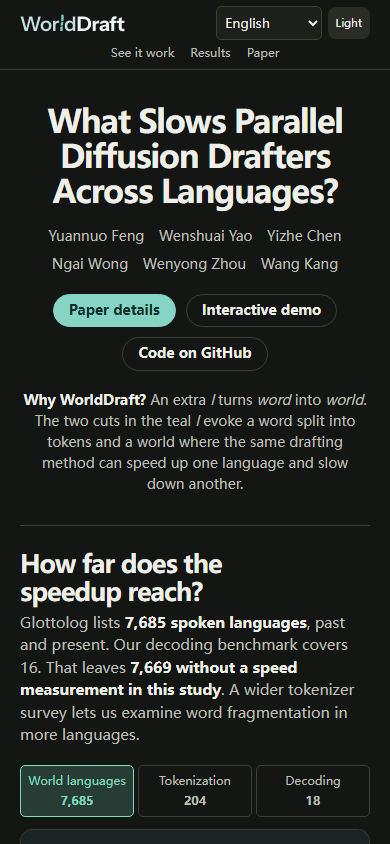 WorldDraft
English
Light
See it work Results Paper
What Slows Parallel
Diffusion Drafters
Across Languages?
Yuannuo Feng Wenshuai Yao Yizhe Chen
Ngai Wong Wenyong Zhou Wang Kang
Paper details
Interactive demo
Code on GitHub
Why WorldDraft? An extra l turns word into world.
The two cuts in the teal l evoke a word split into
tokens and a world where the same drafting
method can speed up one language and slow
down another.
How far does the
speedup reach?
Glottolog lists 7,685 spoken languages, past
and present. Our decoding benchmark covers
16. That leaves 7,669 without a speed
measurement in this study. A wider tokenizer
survey lets us examine word fragmentation in
more languages.
World languages
7,685
Tokenization
204
Decoding
18